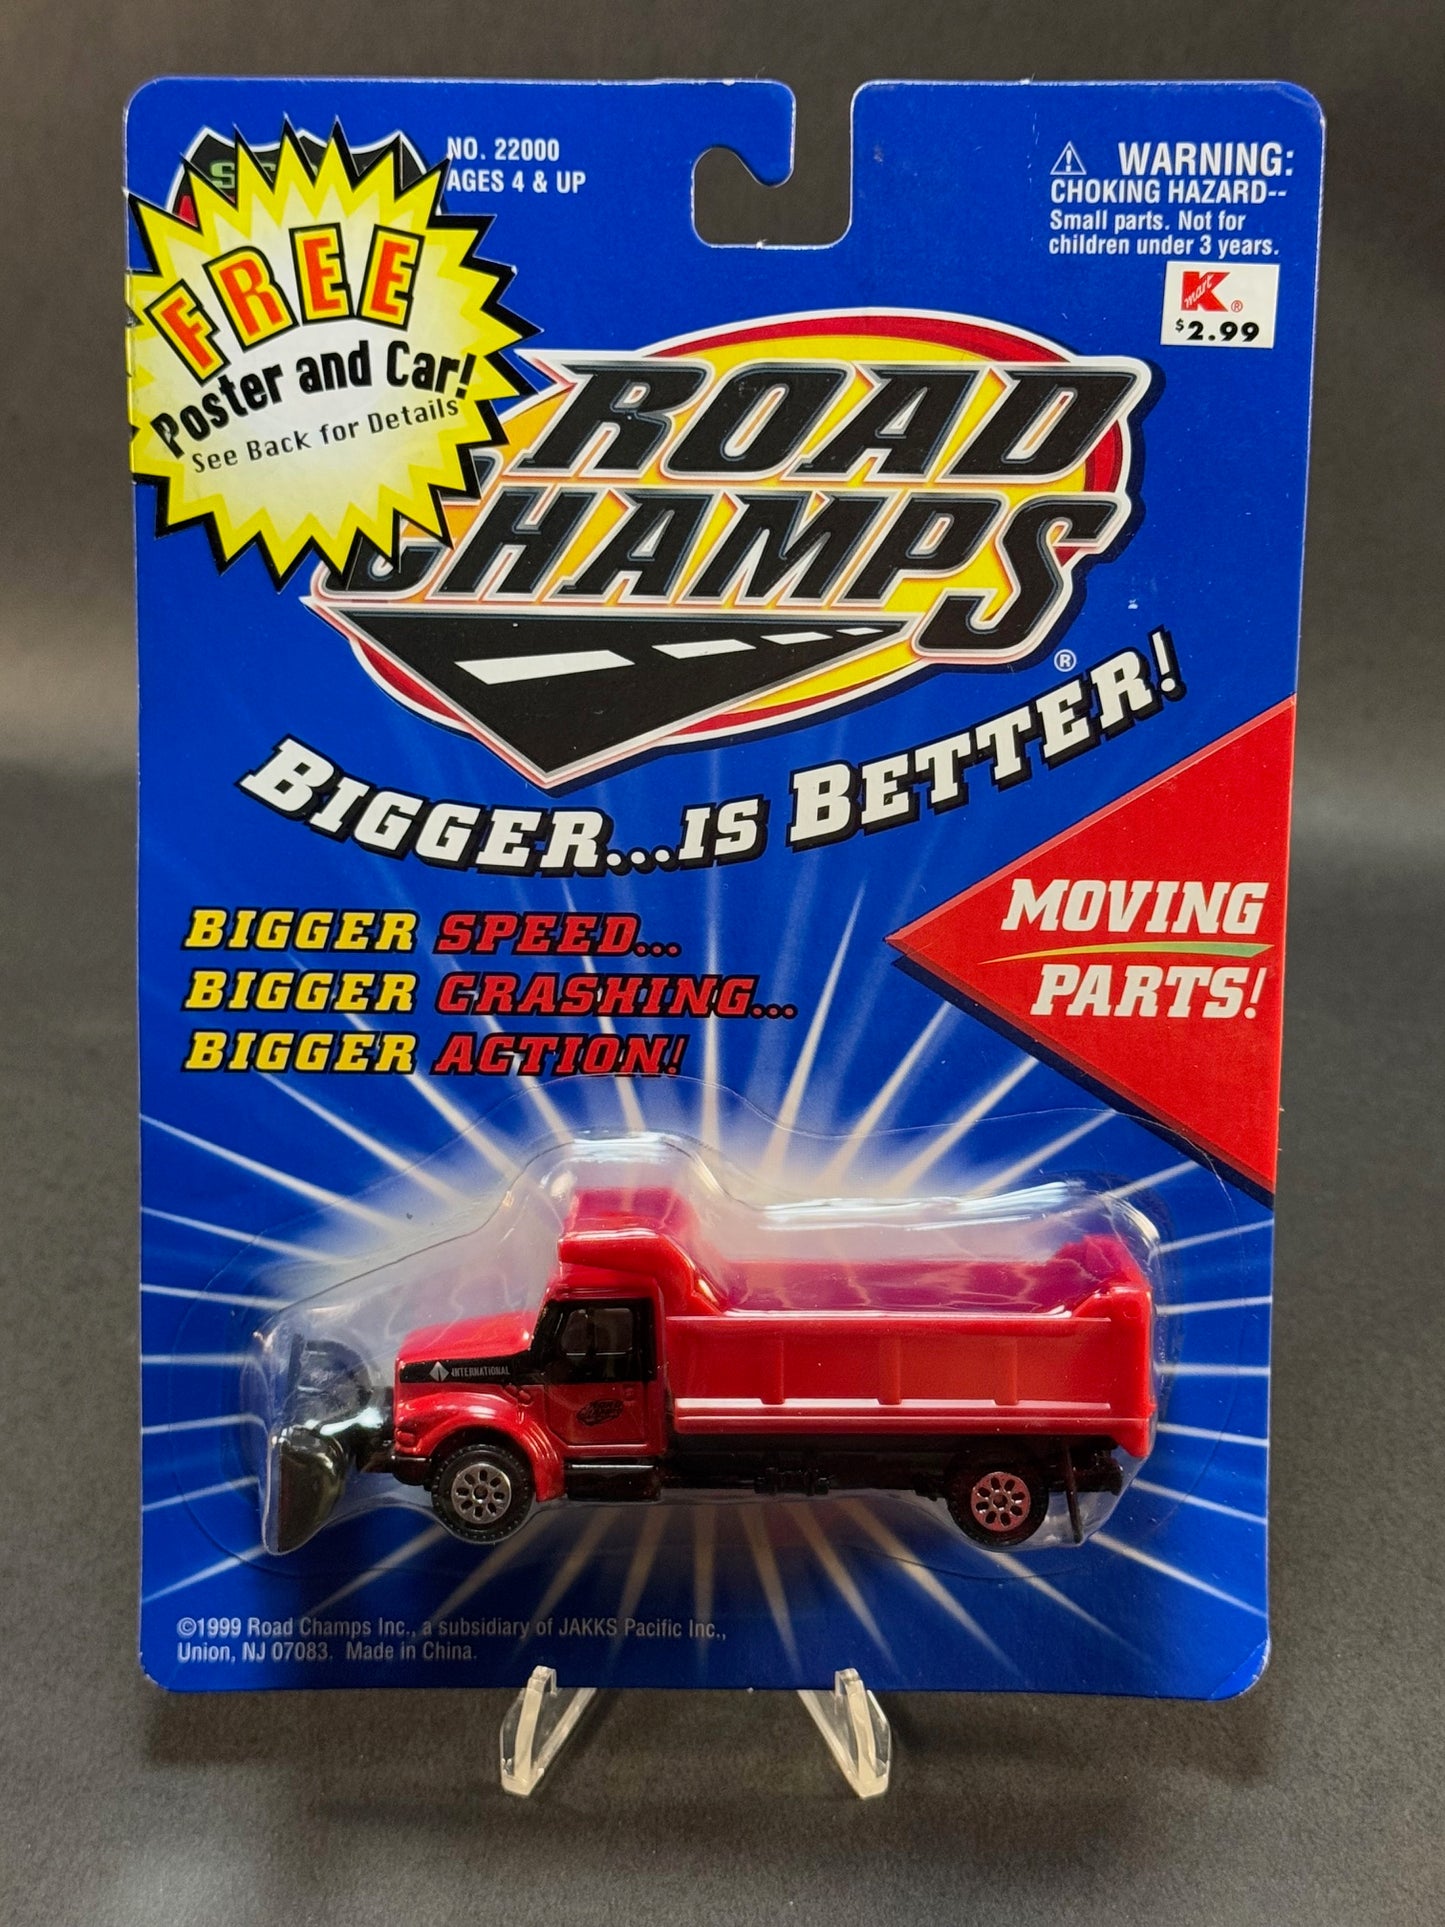 NO. 22000
AGES 4 & UP
WARNING:
CHOKING HAZARD--
Small parts. Not for
children under 3 years.
Kmart®
$2.99
FREE
Poster and Car!
See Back for Details
ROAD
CHAMPS®
BIGGER...IS BETTER!
BIGGER SPEED...
BIGGER CRASHING...
BIGGER ACTION!
MOVING
PARTS!
INTERNATIONAL
©1999 Road Champs Inc., a subsidiary of JAKKS Pacific Inc.,
Union, NJ 07083. Made in China.